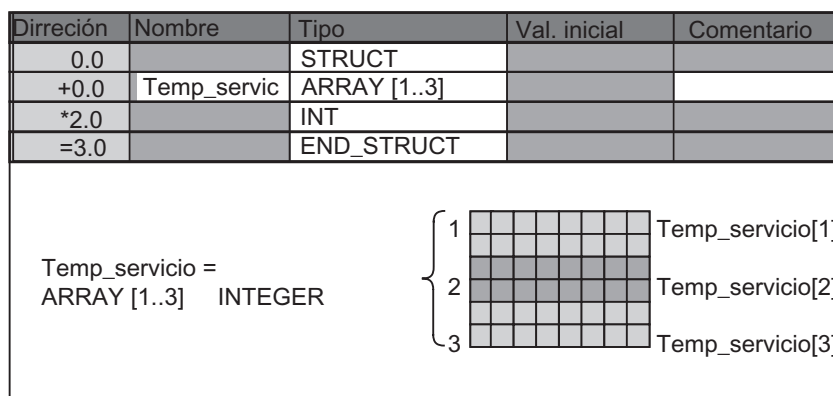 Dirreción Nombre Tipo Val. inicial Comentario
0.0 STRUCT
+0.0 Temp_servic ARRAY [1..3]
*2.0 INT
=3.0 END_STRUCT
1 Temp_servicio[1]
Temp_servicio =
ARRAY [1..3] INTEGER
2 Temp_servicio[2]
3 Temp_servicio[3]